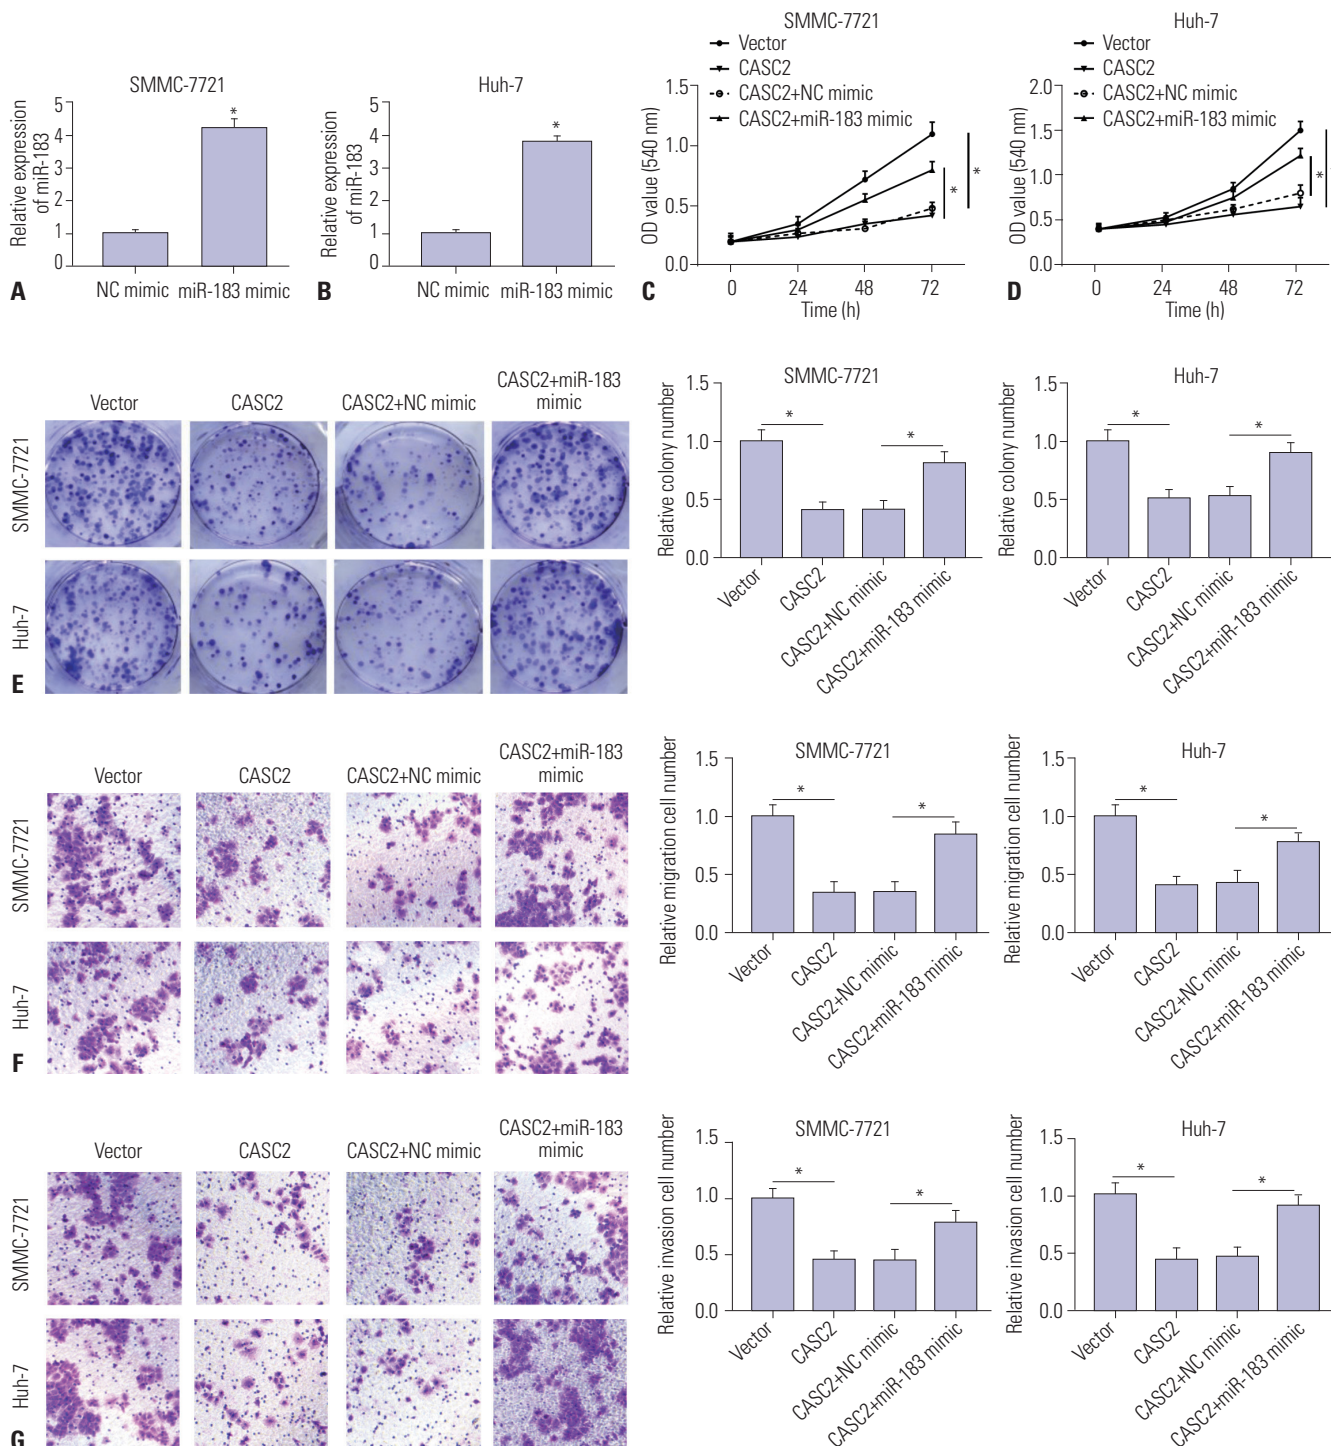 SMMC-7721
Relative expression
of miR-183
5
4
3
2
1
0
*
NC mimic
miR-183 mimic
A
Huh-7
Relative expression
of miR-183
5
4
3
2
1
0
*
NC mimic
miR-183 mimic
B
SMMC-7721
Vector
CASC2
CASC2+NC mimic
CASC2+miR-183 mimic
OD value (540 nm)
1.5
1.0
0.5
0.0
*
*
0
24
48
72
Time (h)
C
Huh-7
Vector
CASC2
CASC2+NC mimic
CASC2+miR-183 mimic
OD value (540 nm)
2.0
1.5
1.0
0.5
0.0
*
*
0
24
48
72
Time (h)
D
Vector
CASC2
CASC2+NC mimic
CASC2+miR-183
mimic
SMMC-7721
Huh-7
E
SMMC-7721
Relative colony number
1.5
1.0
0.5
0.0
*
*
Vector
CASC2
CASC2+NC mimic
CASC2+miR-183 mimic
Huh-7
Relative colony number
1.5
1.0
0.5
0.0
*
*
Vector
CASC2
CASC2+NC mimic
CASC2+miR-183 mimic
Vector
CASC2
CASC2+NC mimic
CASC2+miR-183
mimic
SMMC-7721
Huh-7
F
SMMC-7721
Relative migration cell number
1.5
1.0
0.5
0.0
*
*
Vector
CASC2
CASC2+NC mimic
CASC2+miR-183 mimic
Huh-7
Relative migration cell number
1.5
1.0
0.5
0.0
*
*
Vector
CASC2
CASC2+NC mimic
CASC2+miR-183 mimic
Vector
CASC2
CASC2+NC mimic
CASC2+miR-183
mimic
SMMC-7721
Huh-7
G
SMMC-7721
Relative invasion cell number
1.5
1.0
0.5
0.0
*
*
Vector
CASC2
CASC2+NC mimic
CASC2+miR-183 mimic
Huh-7
Relative invasion cell number
1.5
1.0
0.5
0.0
*
*
Vector
CASC2
CASC2+NC mimic
CASC2+miR-183 mimic